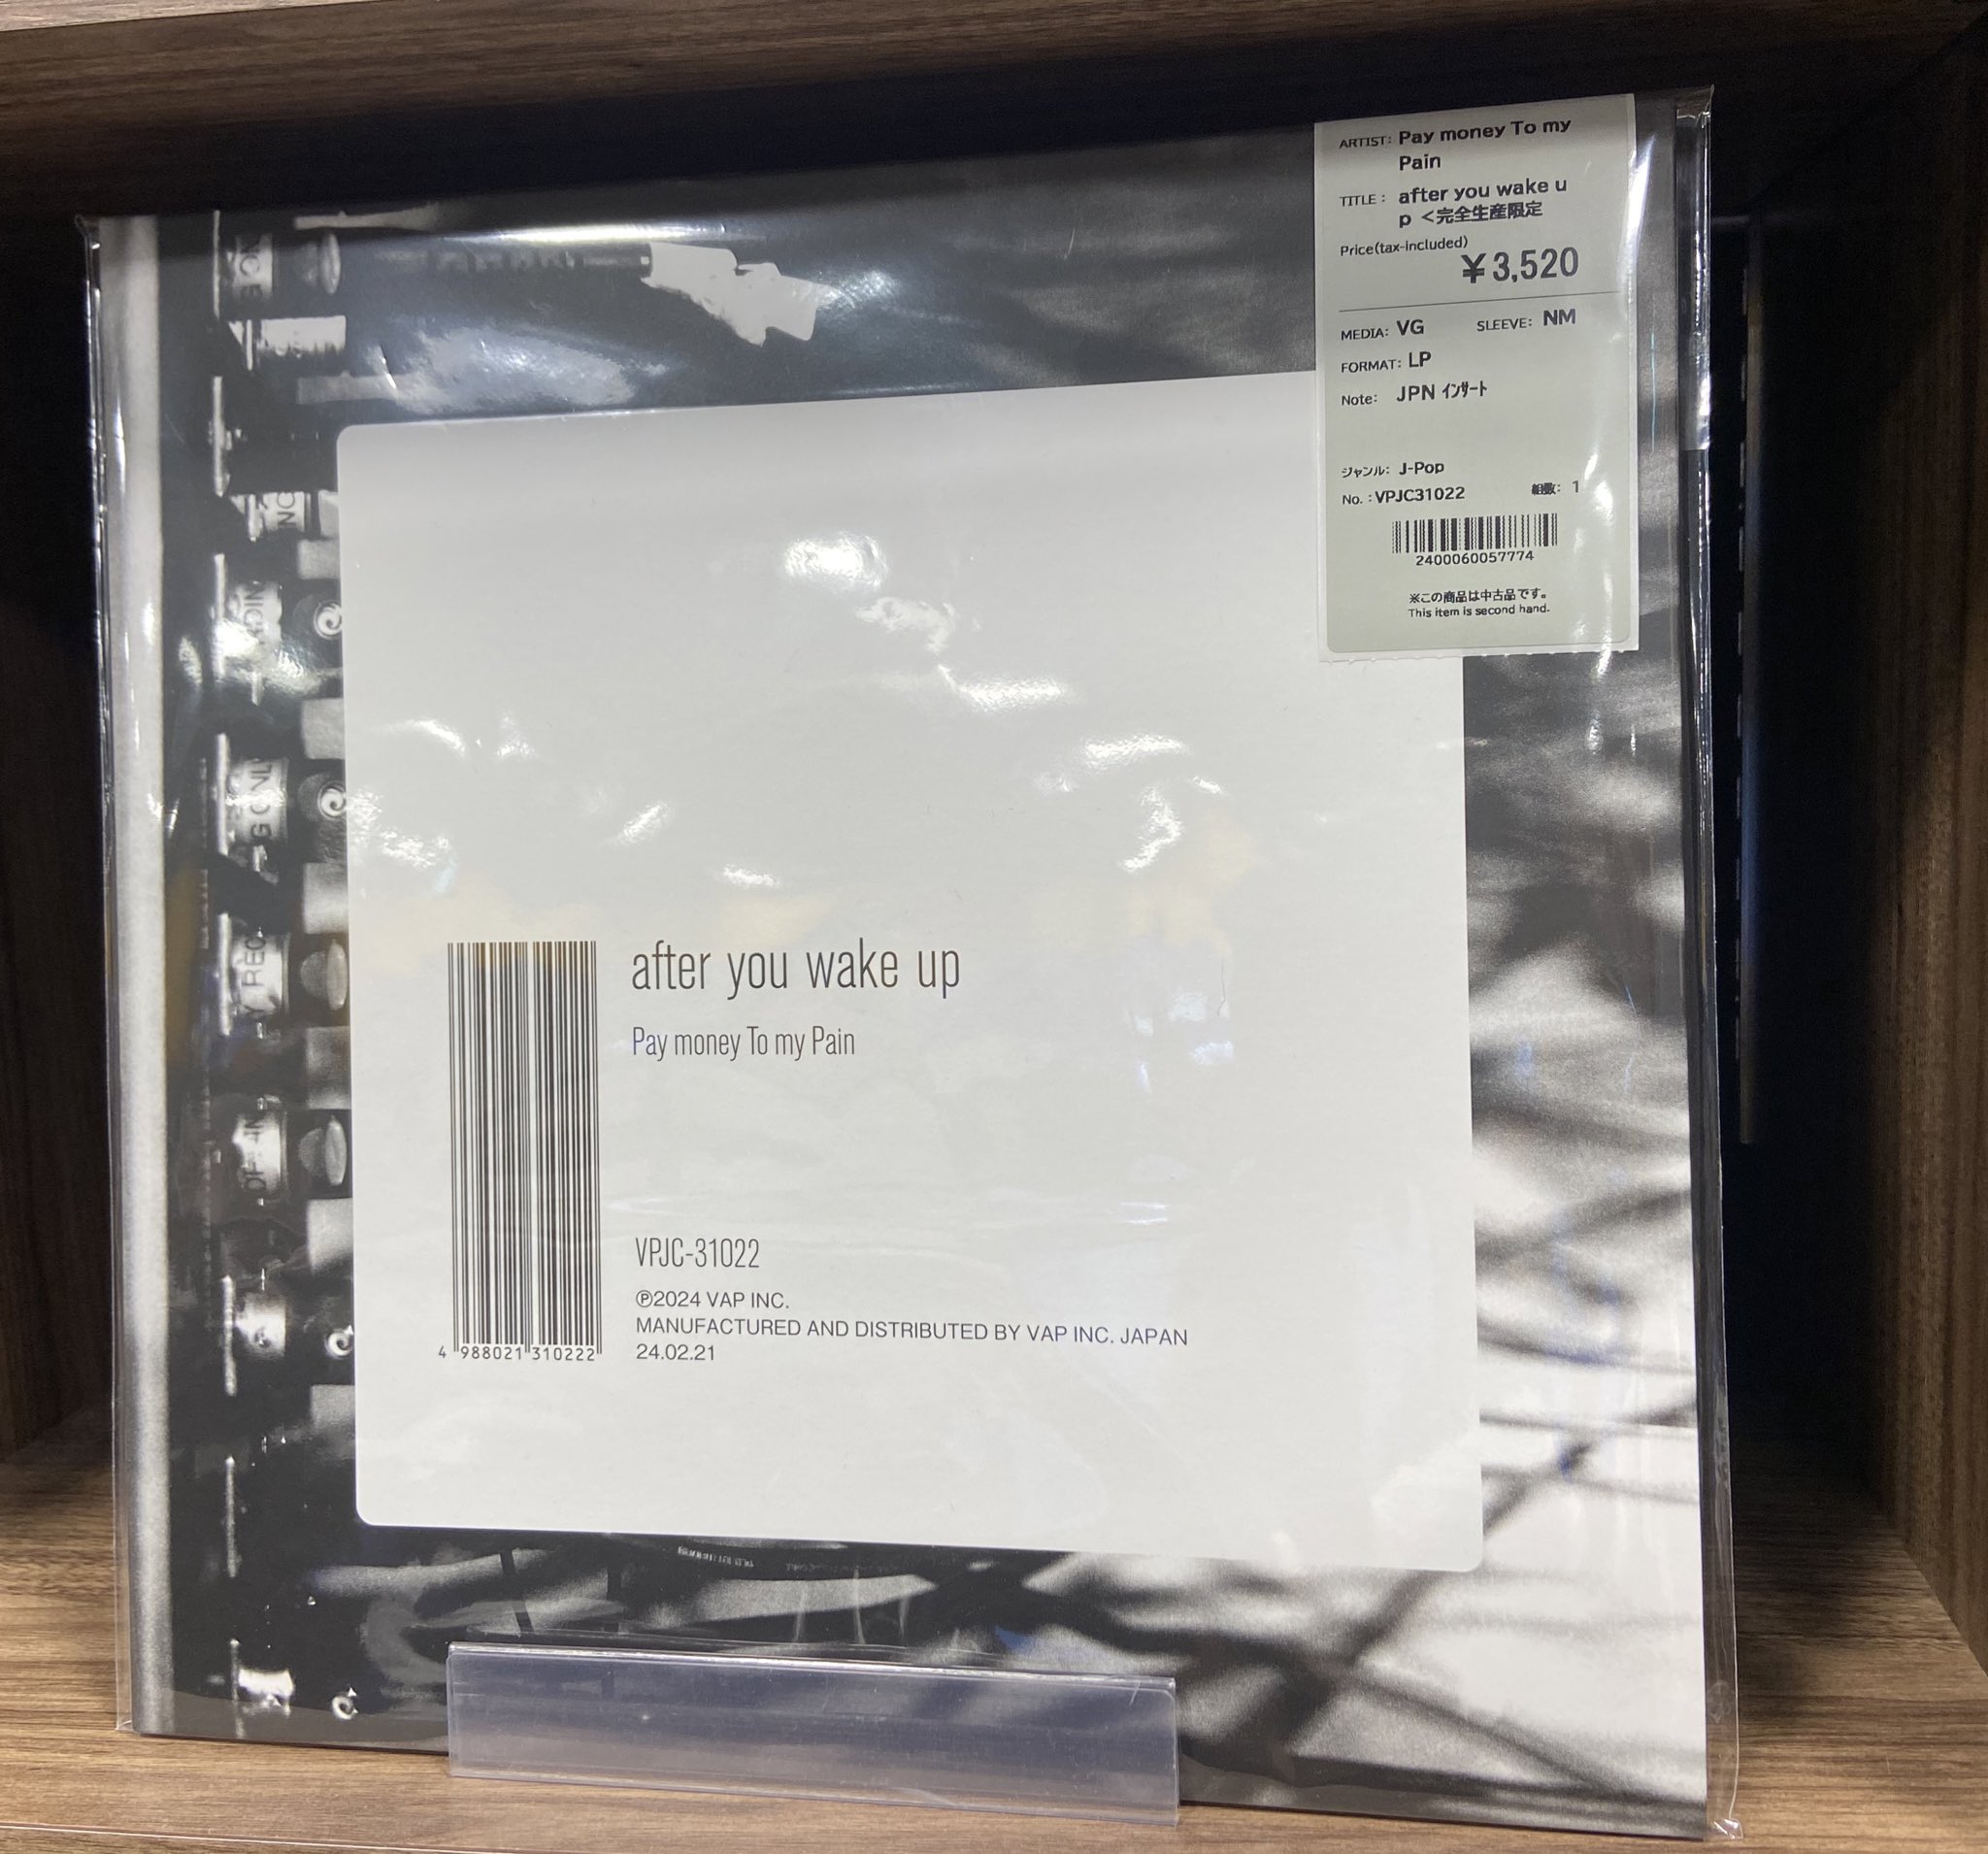 ARTIST: Pay money To my
Pain
TITLE : after you wake u
p <完全生産限定
Price(tax-included)
¥3,520
MEDIA: VG SLEEVE: NM
FORMAT: LP
Note: JPN ｲﾝｻｰﾄ
ジャンル: J-Pop
No. : VPJC31022 組数: 1
2400060057774
※この商品は中古品です。
This item is second hand.
after you wake up
Pay money To my Pain
VPJC-31022
℗2024 VAP INC.
MANUFACTURED AND DISTRIBUTED BY VAP INC. JAPAN
24.02.21
4 988021 310222